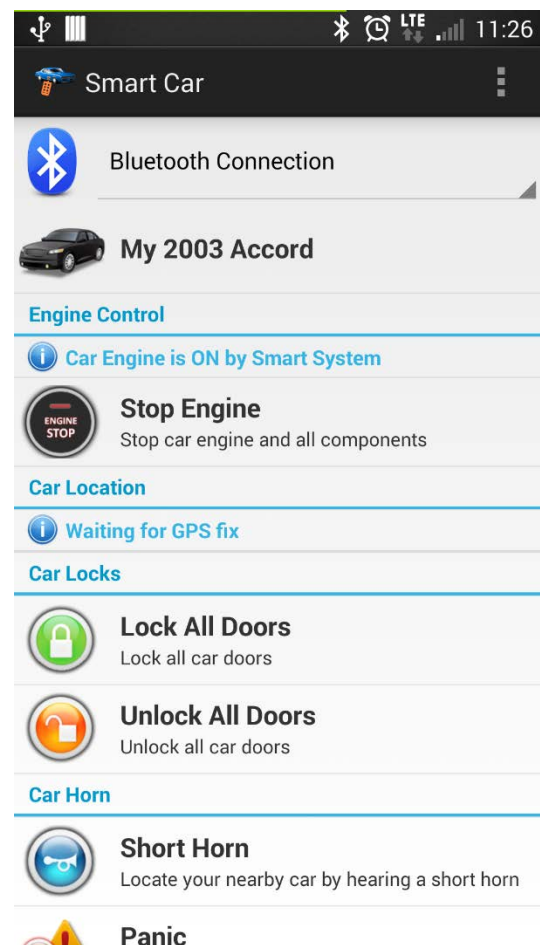 LTE 11:26
Smart Car
Bluetooth Connection
My 2003 Accord
Engine Control
Car Engine is ON by Smart System
ENGINE
STOP
Stop Engine
Stop car engine and all components
Car Location
Waiting for GPS fix
Car Locks
Lock All Doors
Lock all car doors
Unlock All Doors
Unlock all car doors
Car Horn
Short Horn
Locate your nearby car by hearing a short horn
Panic